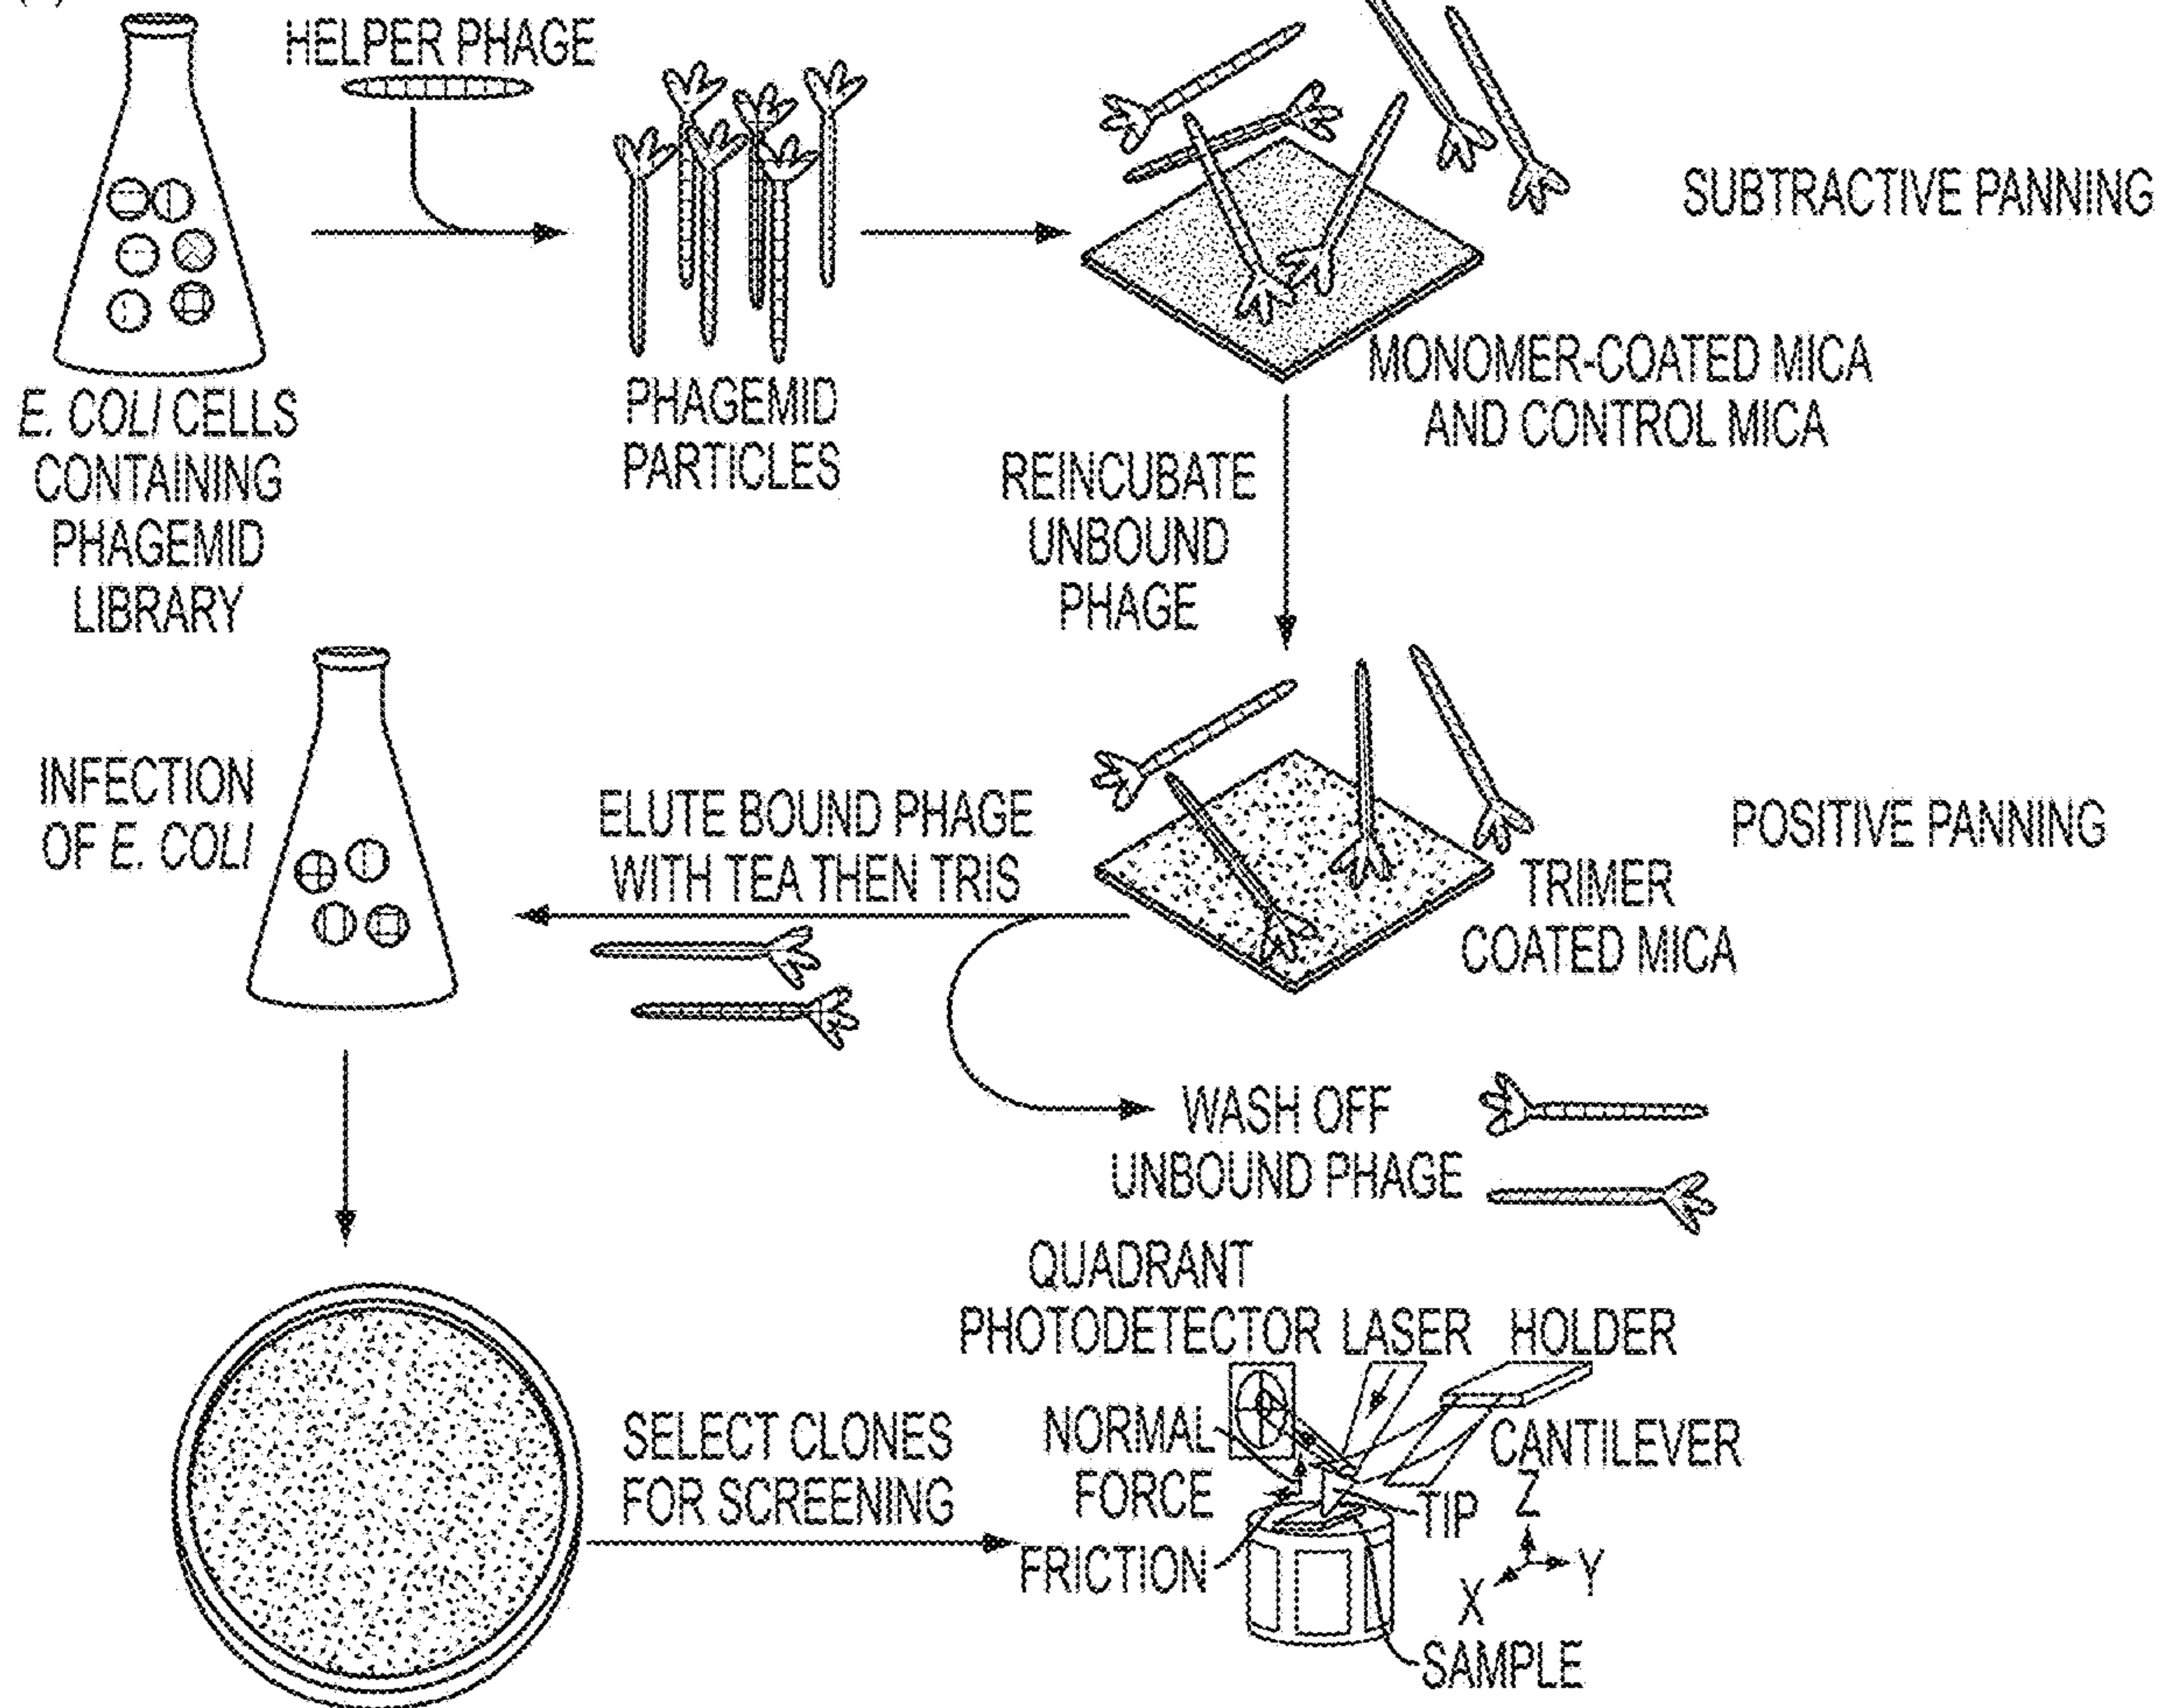 HELPER PHAGE
SUBTRACTIVE PANNING
MONOMER-COATED MICA
AND CONTROL MICA
E. COLI CELLS
CONTAINING
PHAGEMID
LIBRARY
PHAGEMID
PARTICLES
REINCUBATE
UNBOUND
PHAGE
INFECTION
OF E. COLI
ELUTE BOUND PHAGE
WITH TEA THEN TRIS
POSITIVE PANNING
TRIMER
COATED MICA
WASH OFF
UNBOUND PHAGE
QUADRANT
PHOTODETECTOR
LASER
HOLDER
SELECT CLONES
FOR SCREENING
NORMAL
FORCE
CANTILEVER
TIP
FRICTION
Z
Y
X
SAMPLE